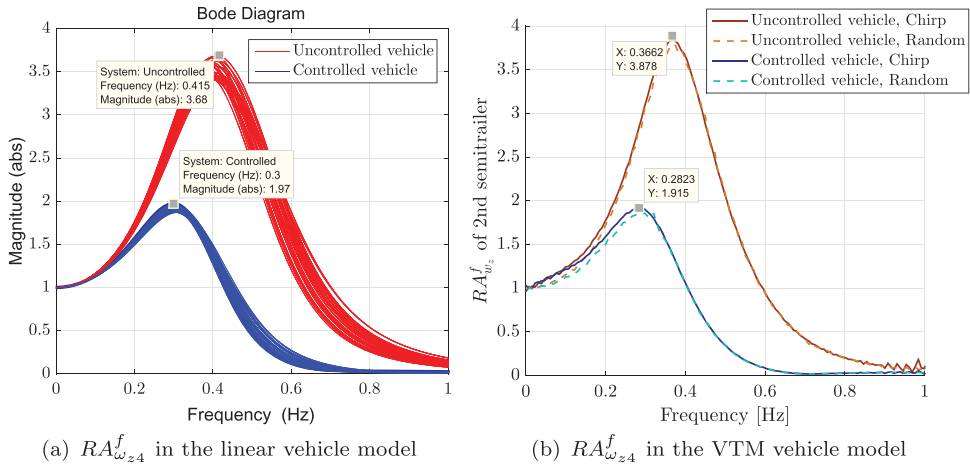 Bode Diagram
Magnitude (abs)
4
3.5
3
2.5
2
1.5
1
0.5
0
Uncontrolled vehicle
Controlled vehicle
System: Uncontrolled
Frequency (Hz): 0.415
Magnitude (abs): 3.68
System: Controlled
Frequency (Hz): 0.3
Magnitude (abs): 1.97
0 0.2 0.4 0.6 0.8 1
Frequency (Hz)
(a) $RA^f_{\omega_{z4}}$ in the linear vehicle model
$RA^f_{w_z}$ of 2nd semitrailer
4
3.5
3
2.5
2
1.5
1
0.5
0
Uncontrolled vehicle, Chirp
Uncontrolled vehicle, Random
Controlled vehicle, Chirp
Controlled vehicle, Random
X: 0.3662
Y: 3.878
X: 0.2823
Y: 1.915
0 0.2 0.4 0.6 0.8 1
Frequency [Hz]
(b) $RA^f_{\omega_{z4}}$ in the VTM vehicle model